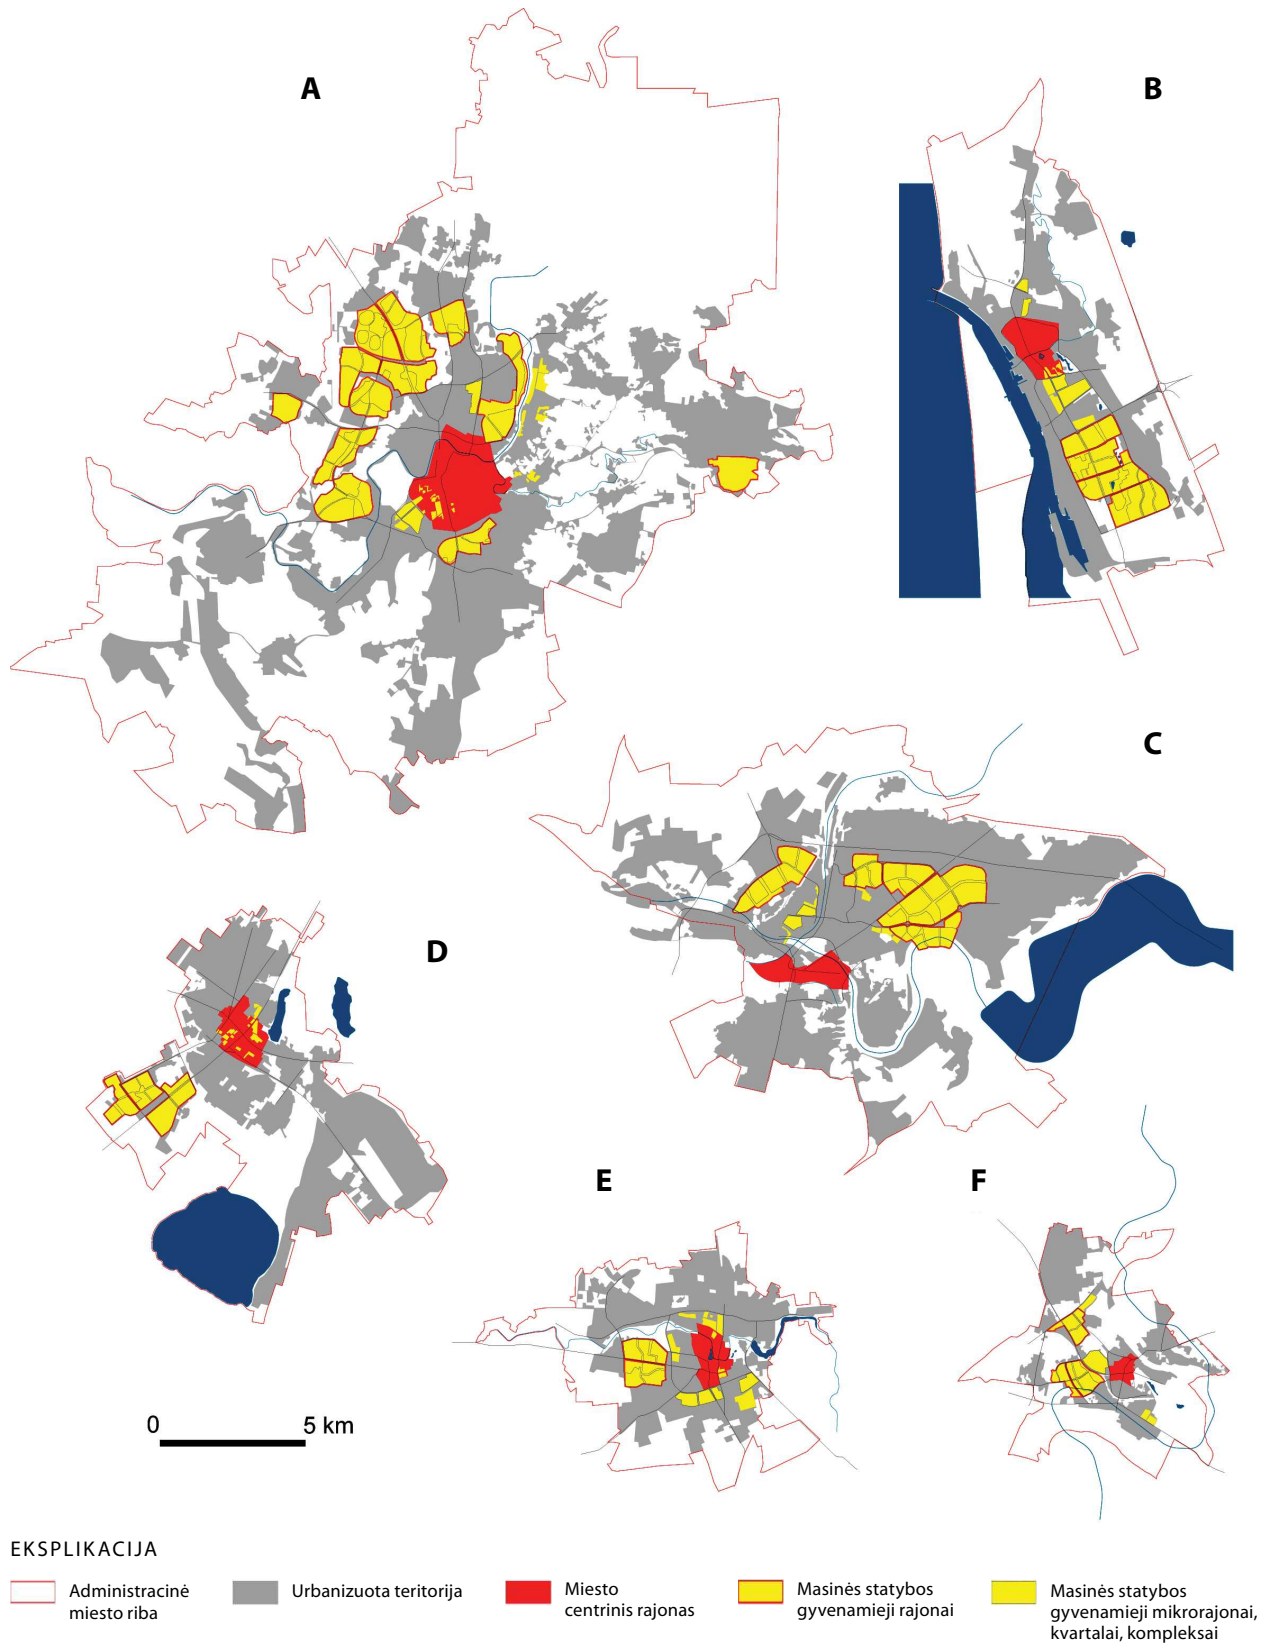 A
B
C
D
E
F
0 5 km
EKSPLIKACIJA
Administracinė
miesto riba
Urbanizuota teritorija
Miesto
centrinis rajonas
Masinės statybos
gyvenamieji rajonai
Masinės statybos
gyvenamieji mikrorajonai,
kvartalai, kompleksai